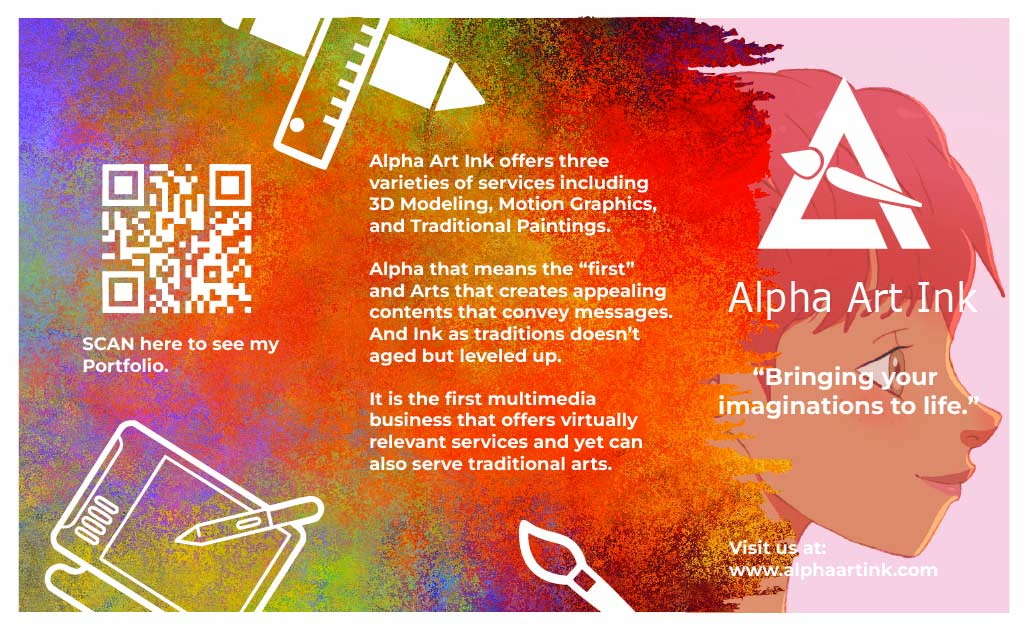 SCAN here to see my
Portfolio.
Alpha Art Ink offers three
varieties of services including
3D Modeling, Motion Graphics,
and Traditional Paintings.
Alpha that means the “first”
and Arts that creates appealing
contents that convey messages.
And Ink as traditions doesn’t
aged but leveled up.
It is the first multimedia
business that offers virtually
relevant services and yet can
also serve traditional arts.
Alpha Art Ink
“Bringing your
imaginations to life.”
Visit us at:
www.alphaartink.com